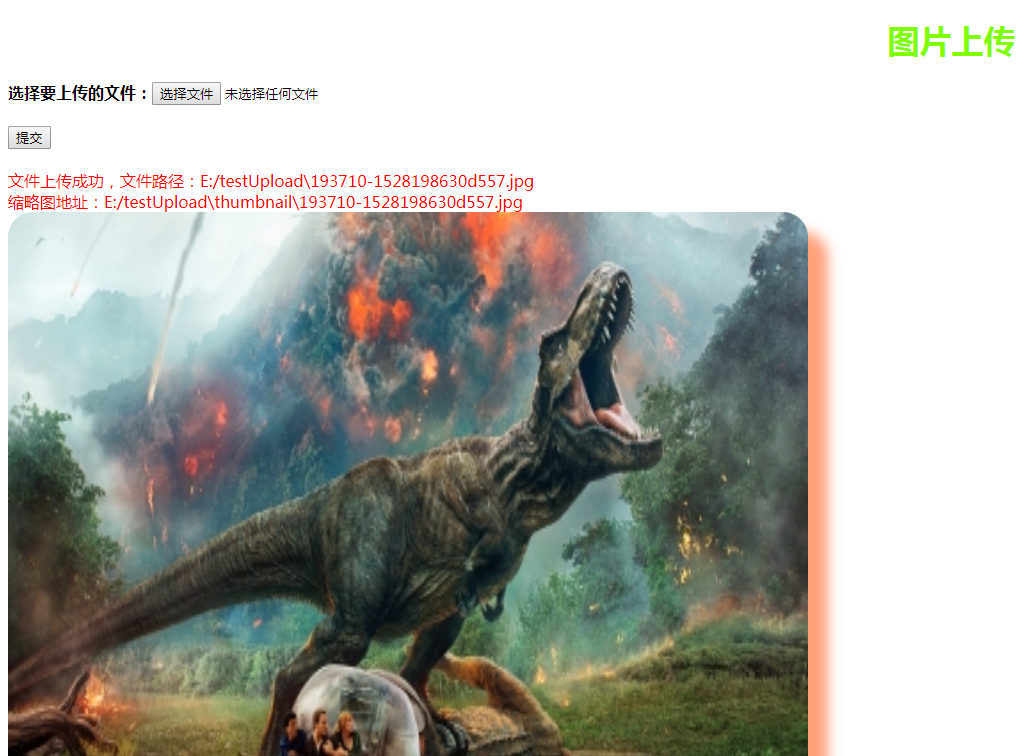 图片上传
选择要上传的文件：选择文件 未选择任何文件
提交
文件上传成功，文件路径：E:/testUpload\193710-1528198630d557.jpg
缩略图地址：E:/testUpload\thumbnail\193710-1528198630d557.jpg